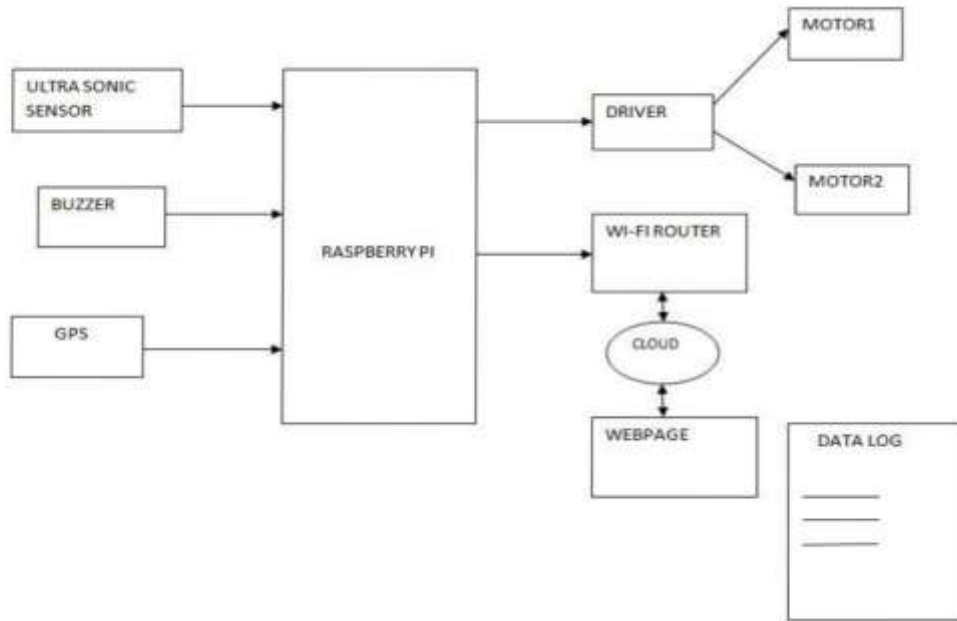 MOTOR1
ULTRA SONIC
SENSOR
DRIVER
MOTOR2
BUZZER
WI-FI ROUTER
RASPBERRY PI
GPS
CLOUD
WEBPAGE
DATA LOG